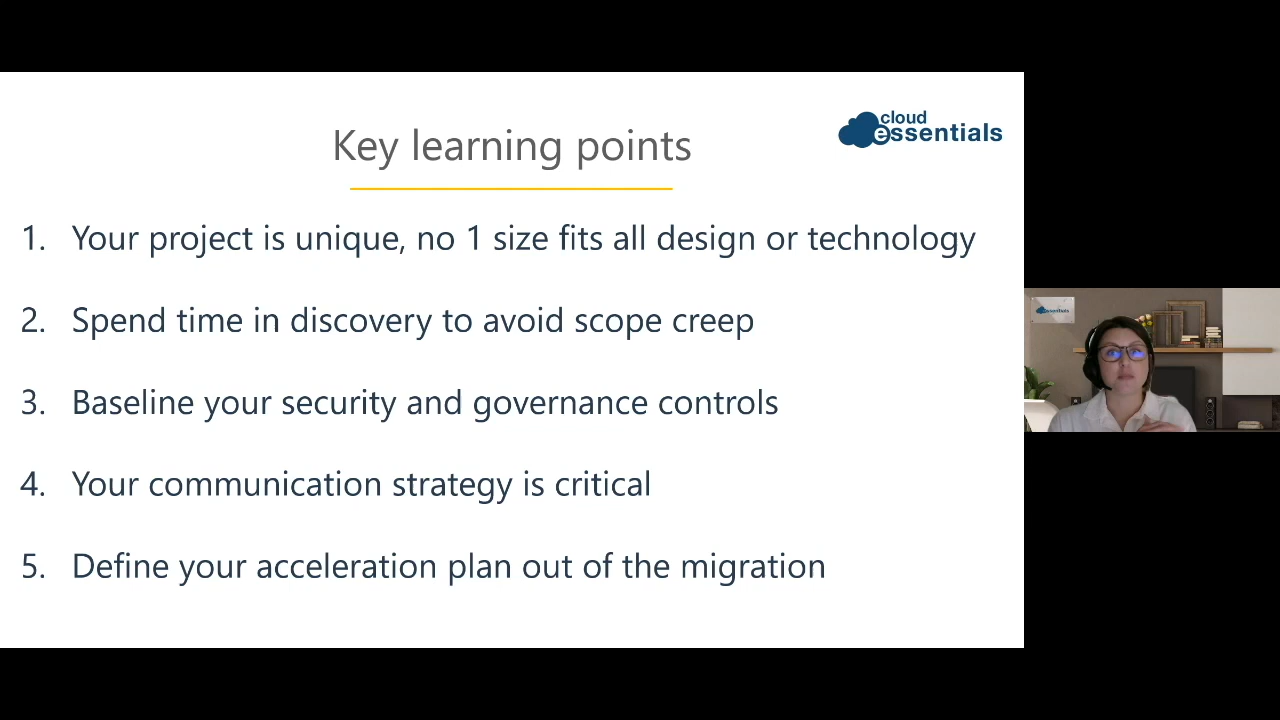 Key learning points
cloud
essentials
1. Your project is unique, no 1 size fits all design or technology
2. Spend time in discovery to avoid scope creep
3. Baseline your security and governance controls
4. Your communication strategy is critical
5. Define your acceleration plan out of the migration